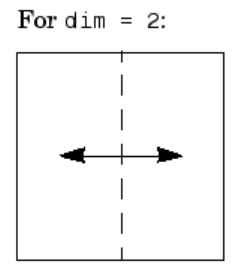 For dim = 2: